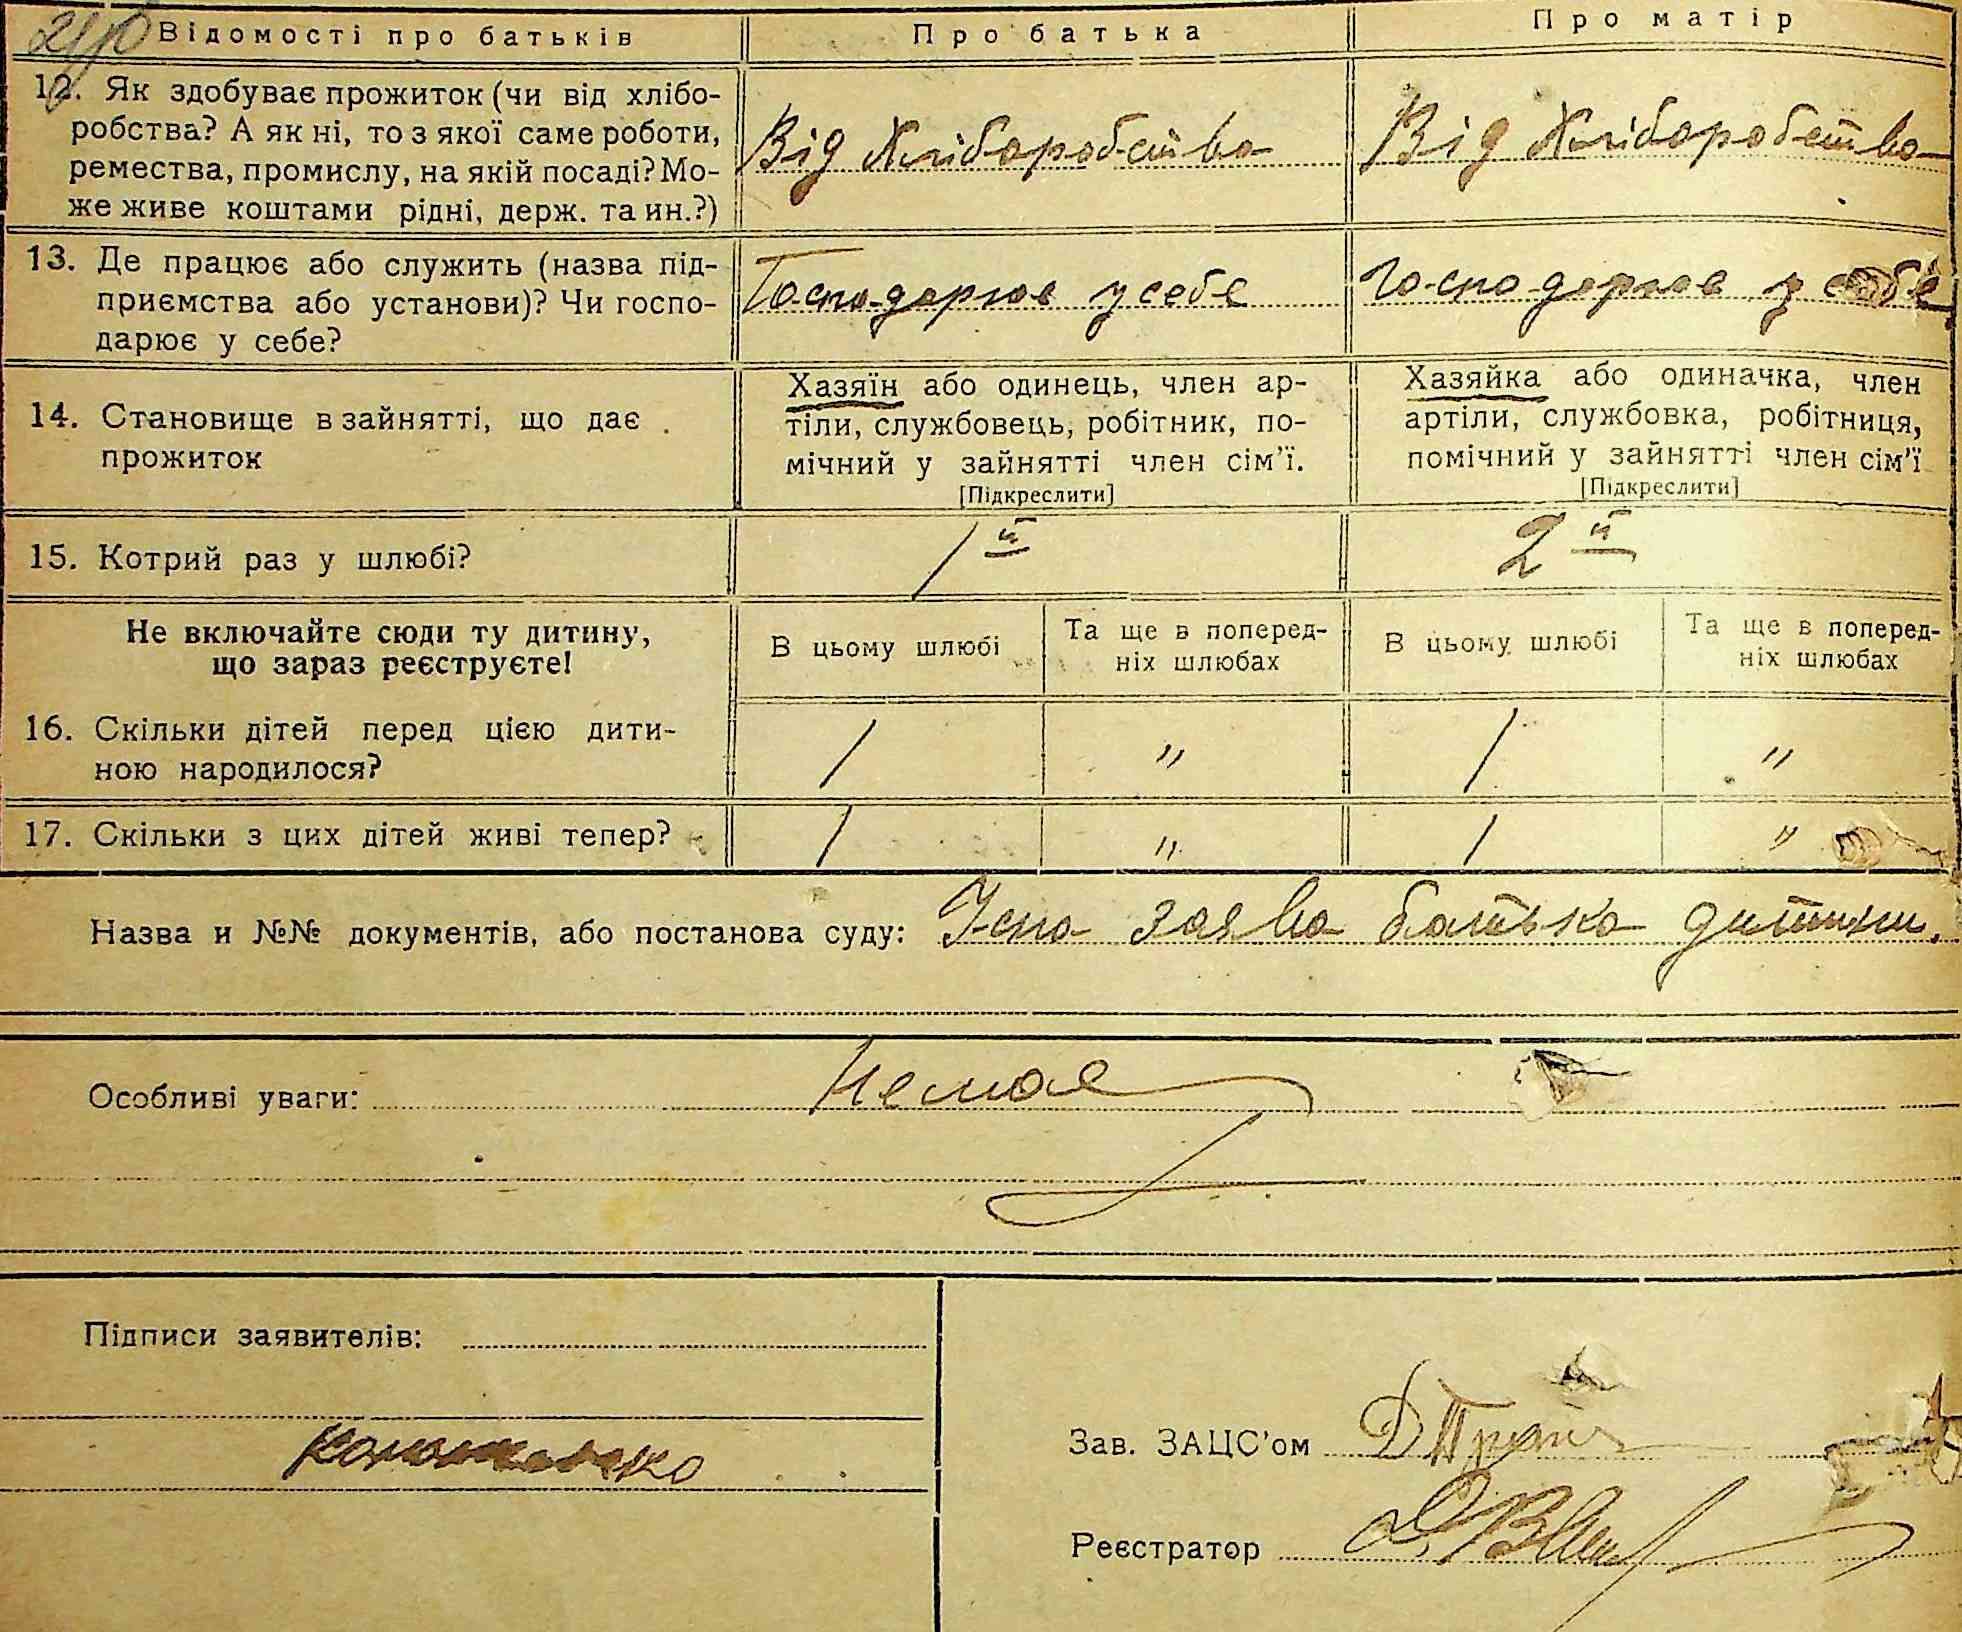 Відомості про батьків
Про батька
Про матір
12. Як здобуває прожиток (чи від хлібо-
робства? А як ні, то з якої саме роботи,
ремества, промислу, на якій посаді? Мо-
же живе коштами рідні, держ. та ин.?)
Від Хліборобства
Від Хліборобства
13. Де працює або служить (назва під-
приємства або установи)? Чи госпо-
дарює у себе?
Господарює у себе
Господарює у себе
14. Становище в зайнятті, що дає
прожиток
Хазяїн або одинець, член ар-
тіли, службовець, робітник, по-
мічний у зайнятті член сім'ї.
[Підкреслити]
Хазяйка або одиначка, член
артіли, службовка, робітниця,
помічний у зайнятті член сім'ї
[Підкреслити]
15. Котрий раз у шлюбі?
1й
2й
Не включайте сюди ту дитину,
що зараз реєструєте!
В цьому шлюбі
Та ще в поперед-
ніх шлюбах
В цьому шлюбі
Та ще в поперед-
ніх шлюбах
16. Скільки дітей перед цією дити-
ною народилося?
1 " 1 "
17. Скільки з цих дітей живі тепер?
1 " 1 "
Назва и №№ документів, або постанова суду: Усна заява батька дитини.
Особливі уваги: Немає
Підписи заявителів:
Зав. ЗАЦС'ом
Реєстратор